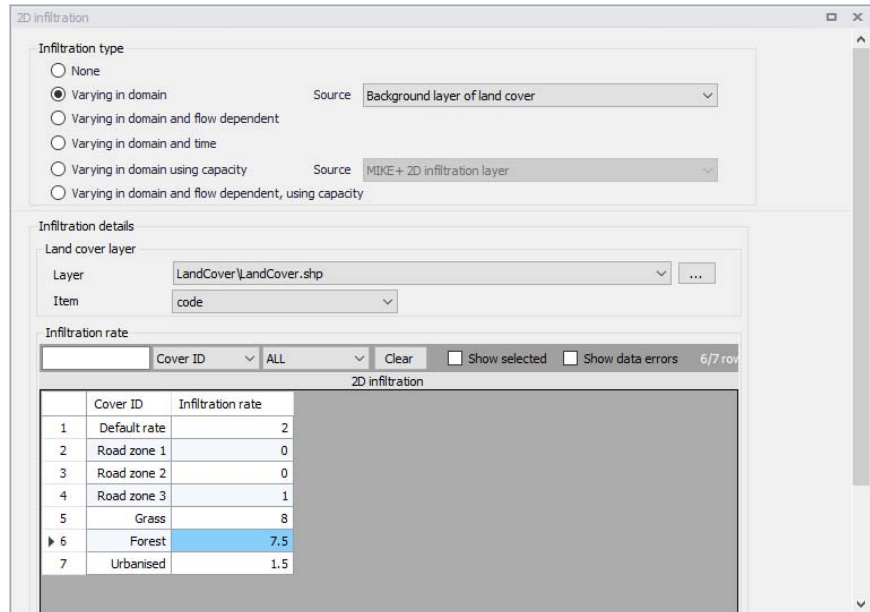 2D infiltration
Infiltration type
None
Varying in domain Source Background layer of land cover
Varying in domain and flow dependent
Varying in domain and time
Varying in domain using capacity Source MIKE+ 2D infiltration layer
Varying in domain and flow dependent, using capacity
Infiltration details
Land cover layer
Layer LandCover\LandCover.shp ...
Item code
Infiltration rate
Cover ID ALL Clear Show selected Show data errors 6/7 rov
2D infiltration
Cover ID Infiltration rate
1 Default rate 2
2 Road zone 1 0
3 Road zone 2 0
4 Road zone 3 1
5 Grass 8
6 Forest 7.5
7 Urbanised 1.5